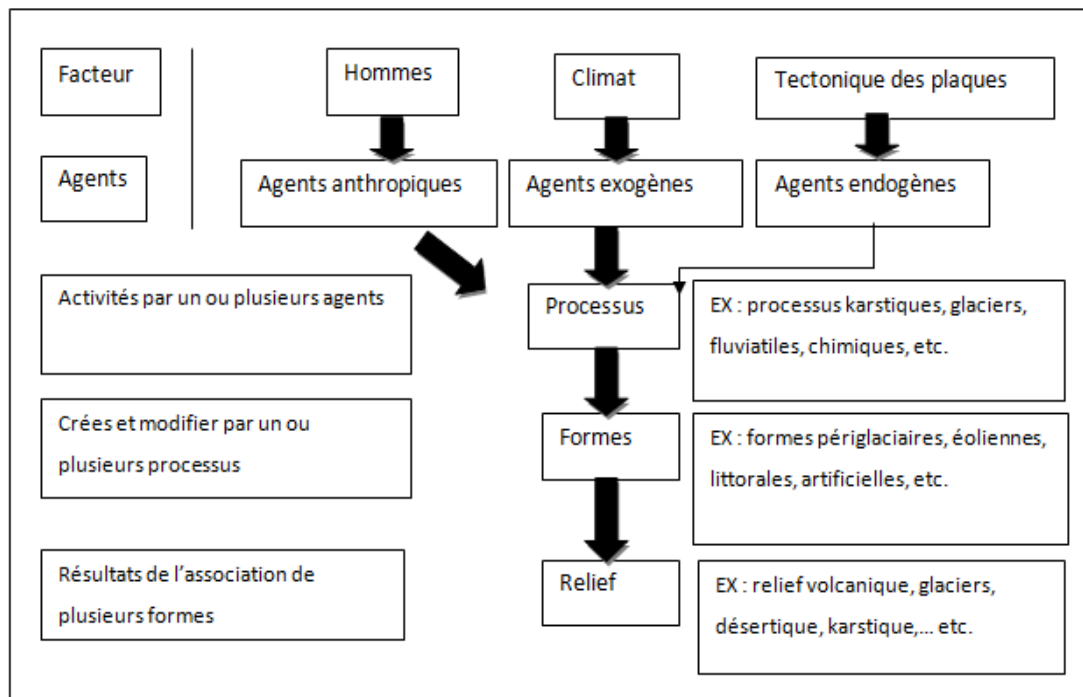 Facteur
Hommes
Climat
Tectonique des plaques
Agents
Agents anthropiques
Agents exogènes
Agents endogènes
Activités par un ou plusieurs agents
Processus
EX : processus karstiques, glaciers,
fluviatiles, chimiques, etc.
Crées et modifier par un ou
plusieurs processus
Formes
EX : formes périglaciaires, éoliennes,
littorales, artificielles, etc.
Résultats de l’association de
plusieurs formes
Relief
EX : relief volcanique, glaciers,
désertique, karstique,... etc.